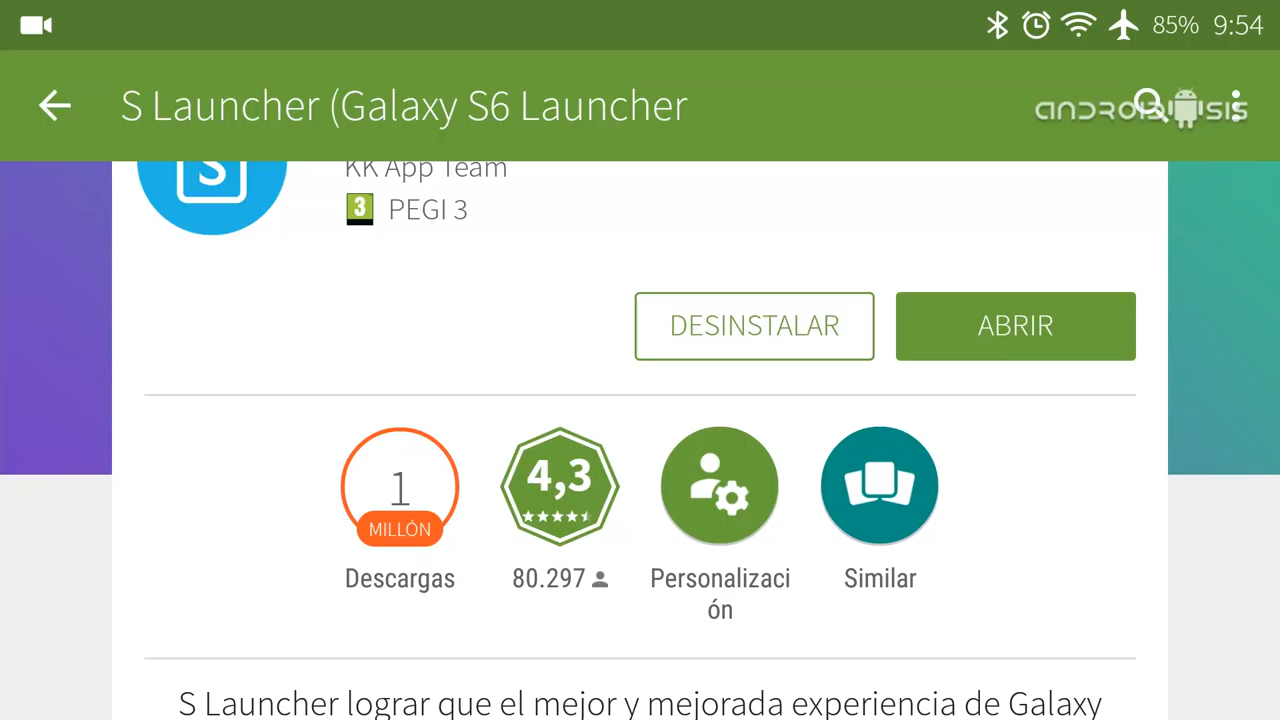 85% 9:54
S Launcher (Galaxy S6 Launcher
ANDROIDSIS
S
KK App Team
3 PEGI 3
DESINSTALAR
ABRIR
1
MILLÓN
4,3
Descargas
80.297
Personalizaci
ón
Similar
S Launcher lograr que el mejor y mejorada experiencia de Galaxy